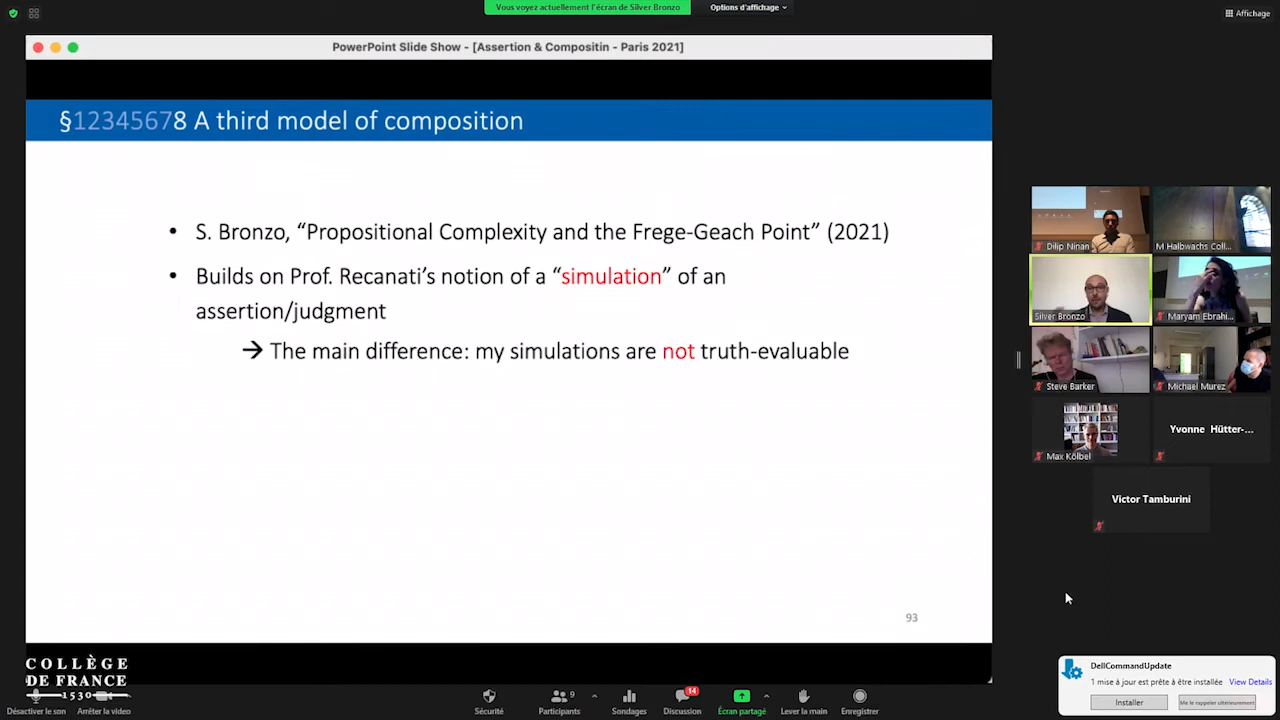 Vous voyez actuellement l'écran de Silver Bronzo
Options d'affichage
Affichage
PowerPoint Slide Show - [Assertion & Compositin - Paris 2021]
§12345678 A third model of composition
• S. Bronzo, “Propositional Complexity and the Frege-Geach Point” (2021)
• Builds on Prof. Recanati’s notion of a “simulation” of an
assertion/judgment
→ The main difference: my simulations are not truth-evaluable
93
Dilip Ninan
M Halbwachs Coll...
Silver Bronzo
Maryam Ebrahi...
Steve Barker
Michael Murez
Max Kölbel
Yvonne Hütter-...
Victor Tamburini
COLLÈGE
DE FRANCE
1530
Désactiver le son
Arrêter la vidéo
Sécurité
Participants
9
Sondages
Discussion
14
Écran partagé
Lever la main
Enregistrer
DellCommandUpdate
1 mise à jour est prête à être installée
View Details
Installer
Me le rappeler ultérieurement